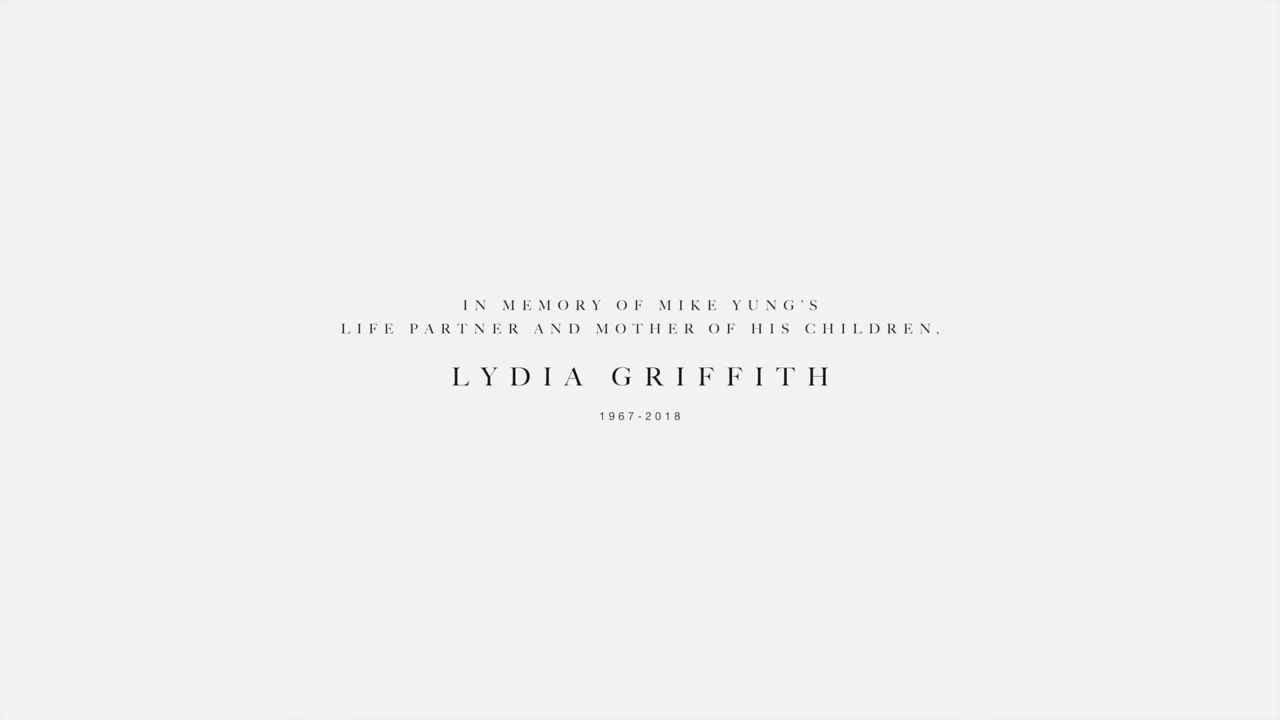 IN MEMORY OF MIKE YUNG'S
LIFE PARTNER AND MOTHER OF HIS CHILDREN,
LYDIA GRIFFITH
1967-2018